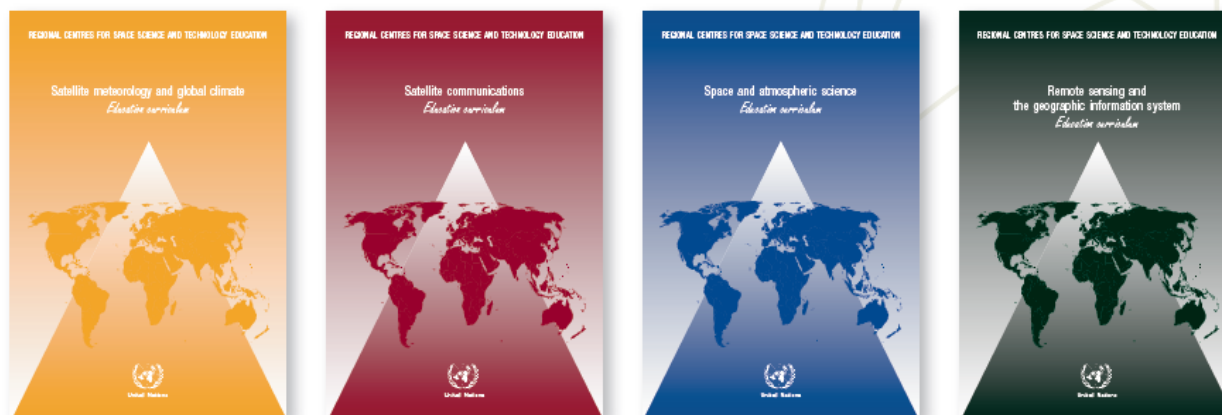 REGIONAL CENTRES FOR SPACE SCIENCE AND TECHNOLOGY EDUCATION
Satellite meteorology and global climate
Education curriculum
United Nations
REGIONAL CENTRES FOR SPACE SCIENCE AND TECHNOLOGY EDUCATION
Satellite communications
Education curriculum
United Nations
REGIONAL CENTRES FOR SPACE SCIENCE AND TECHNOLOGY EDUCATION
Space and atmospheric science
Education curriculum
United Nations
REGIONAL CENTRES FOR SPACE SCIENCE AND TECHNOLOGY EDUCATION
Remote sensing and
the geographic information system
Education curriculum
United Nations